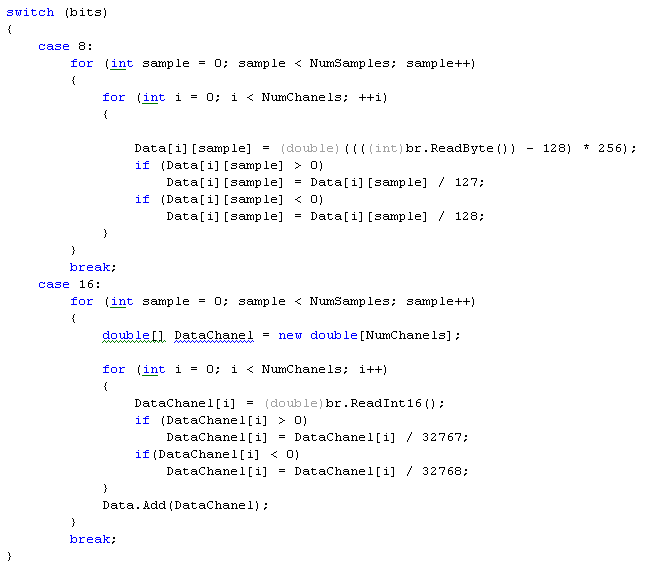 switch (bits)
{
    case 8:
        for (int sample = 0; sample < NumSamples; sample++)
        {
            for (int i = 0; i < NumChanels; ++i)
            {

                Data[i][sample] = (double)((((int)br.ReadByte()) - 128) * 256);
                if (Data[i][sample] > 0)
                    Data[i][sample] = Data[i][sample] / 127;
                if (Data[i][sample] < 0)
                    Data[i][sample] = Data[i][sample] / 128;
            }
        }
        break;
    case 16:
        for (int sample = 0; sample < NumSamples; sample++)
        {
            double[] DataChanel = new double[NumChanels];

            for (int i = 0; i < NumChanels; i++)
            {
                DataChanel[i] = (double)br.ReadInt16();
                if (DataChanel[i] > 0)
                    DataChanel[i] = DataChanel[i] / 32767;
                if(DataChanel[i] < 0)
                    DataChanel[i] = DataChanel[i] / 32768;
            }
            Data.Add(DataChanel);
        }
        break;
}